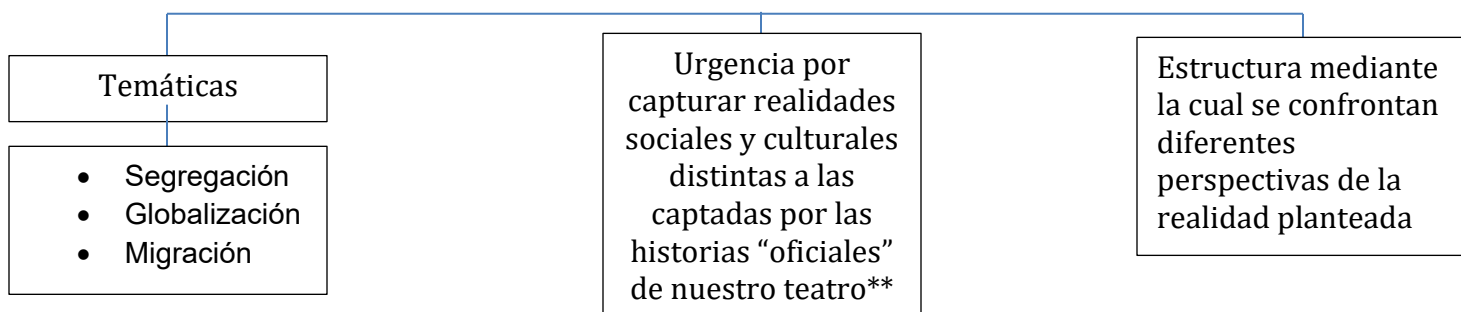 Temáticas
• Segregación
• Globalización
• Migración
Urgencia por
capturar realidades
sociales y culturales
distintas a las
captadas por las
historias “oficiales”
de nuestro teatro**
Estructura mediante
la cual se confrontan
diferentes
perspectivas de la
realidad planteada